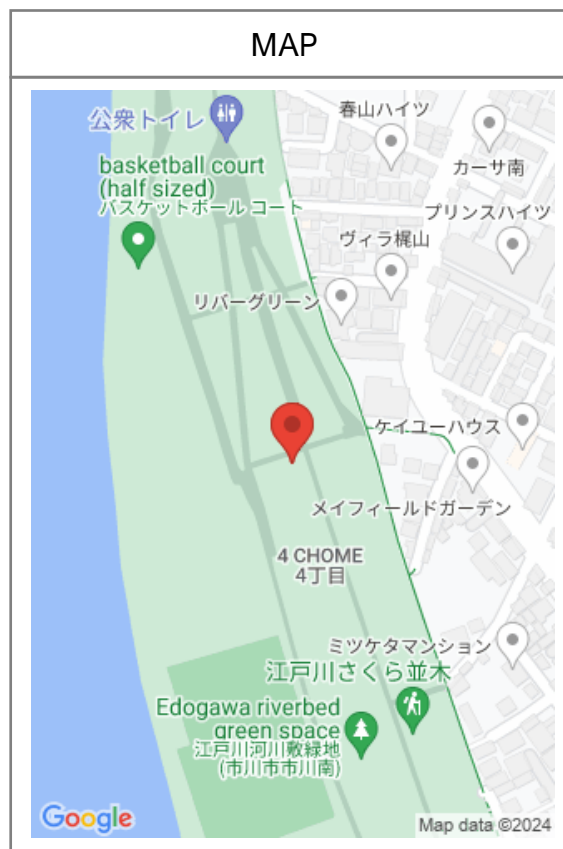 MAP
公衆トイレ
春山ハイツ
カーサ南
basketball court
(half sized)
バスケットボール コート
プリンスハイツ
ヴィラ梶山
リバーグリーン
ケイユーハウス
メイフィールドガーデン
4 CHOME
4丁目
ミツケタマンション
江戸川さくら並木
Edogawa riverbed
green space
江戸川河川敷緑地
(市川市市川南)
Google
Map data ©2024